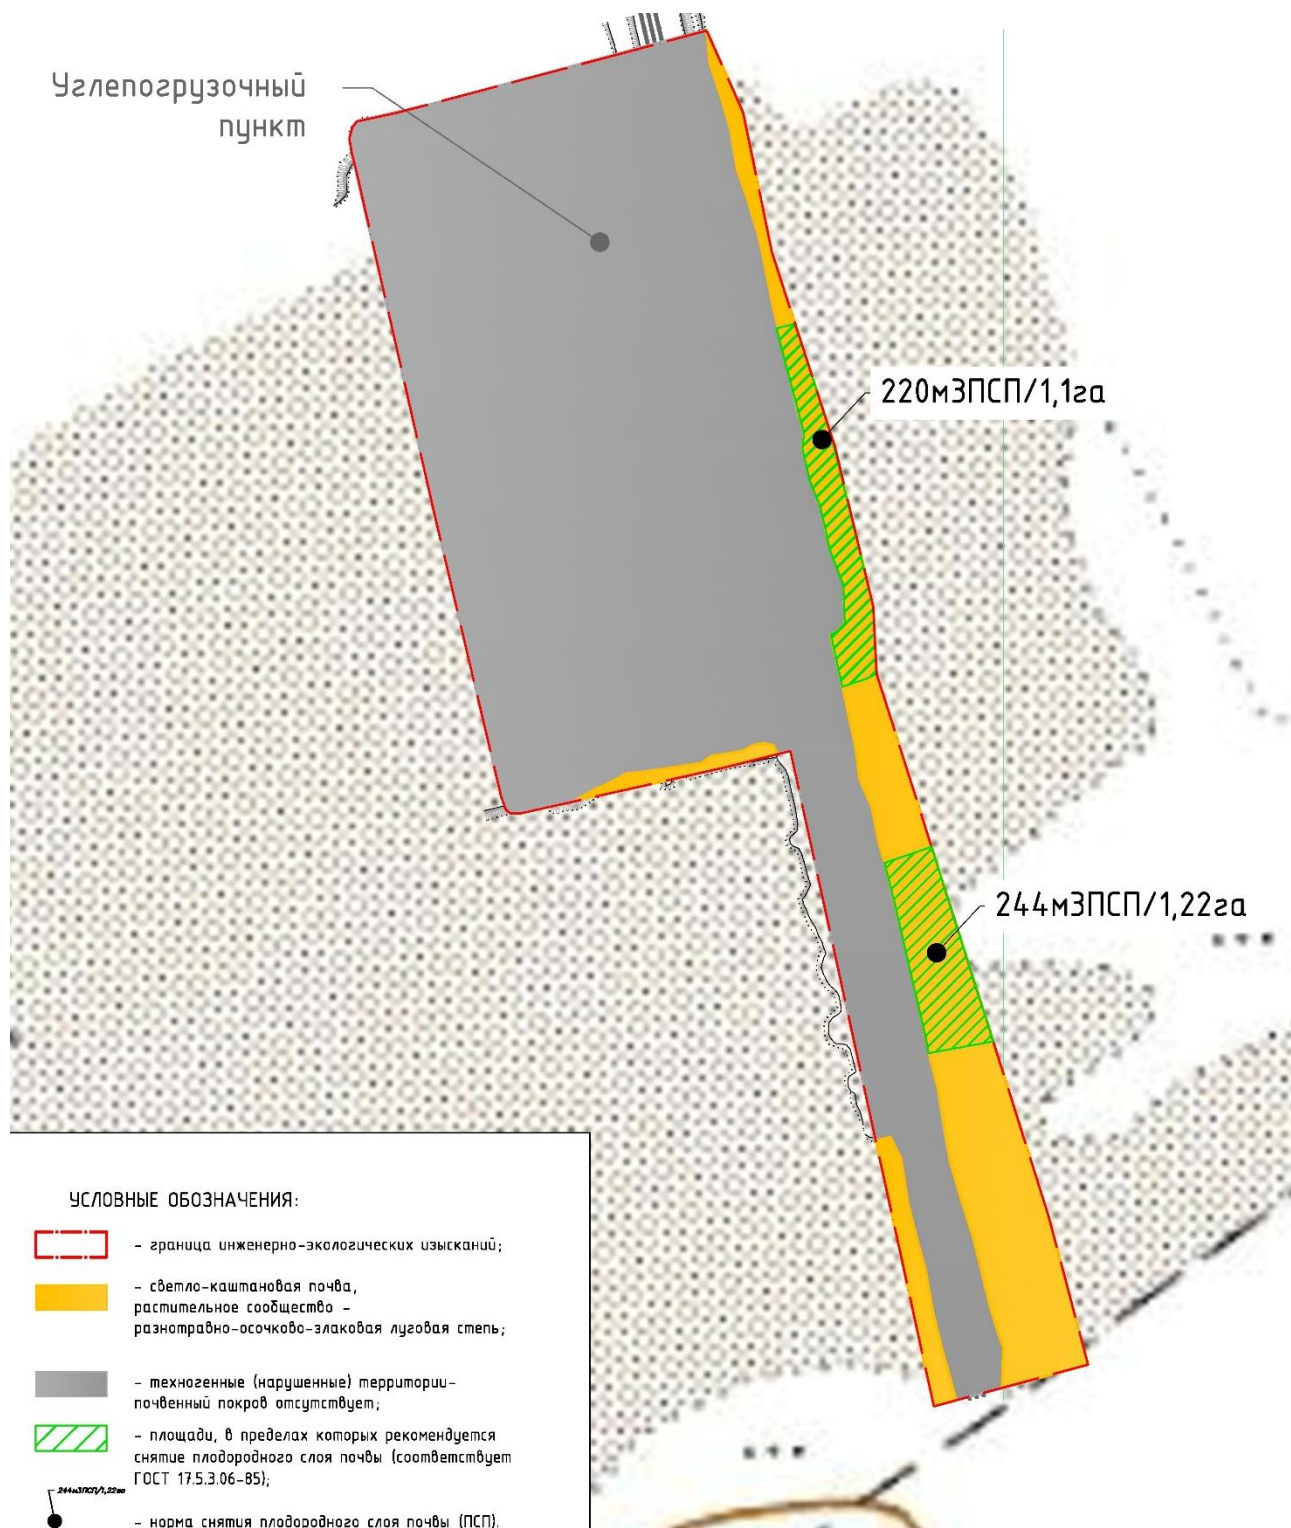 Углепогрузочный
пункт
220м3ПСП/1,1га
244м3ПСП/1,22га
УСЛОВНЫЕ ОБОЗНАЧЕНИЯ:
- граница инженерно-экологических изысканий;
- светло-каштановая почва,
растительное сообщество -
разнотравно-осочково-злаковая луговая степь;
- техногенные (нарушенные) территории-
почвенный покров отсутствует;
- площади, в пределах которых рекомендуется
снятие плодородного слоя почвы (соответствует
ГОСТ 17.5.3.06-85);
244м3ПСП/1,22га
- норма снятия плодородного слоя почвы (ПСП).